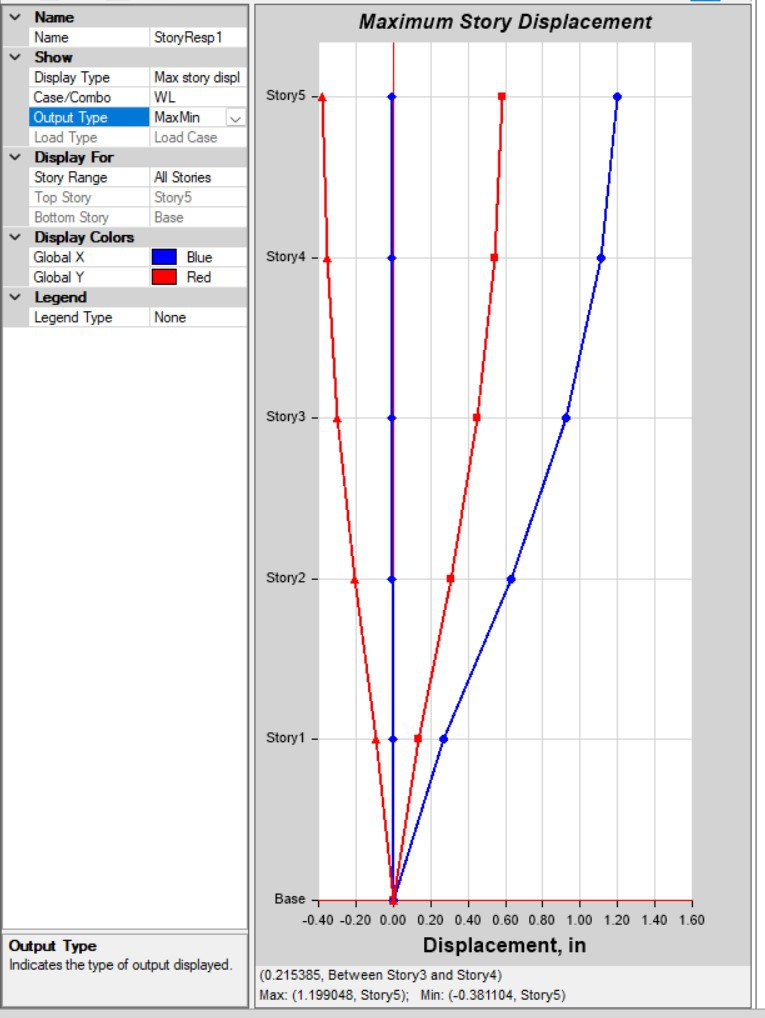 Name
Name StoryResp1
Show
Display Type Max story displ
Case/Combo WL
Output Type MaxMin
Load Type Load Case
Display For
Story Range All Stories
Top Story Story5
Bottom Story Base
Display Colors
Global X Blue
Global Y Red
Legend
Legend Type None
Output Type
Indicates the type of output displayed.
Maximum Story Displacement
Story5
Story4
Story3
Story2
Story1
Base
-0.40 -0.20 0.00 0.20 0.40 0.60 0.80 1.00 1.20 1.40 1.60
Displacement, in
(0.215385, Between Story3 and Story4)
Max: (1.199048, Story5); Min: (-0.381104, Story5)